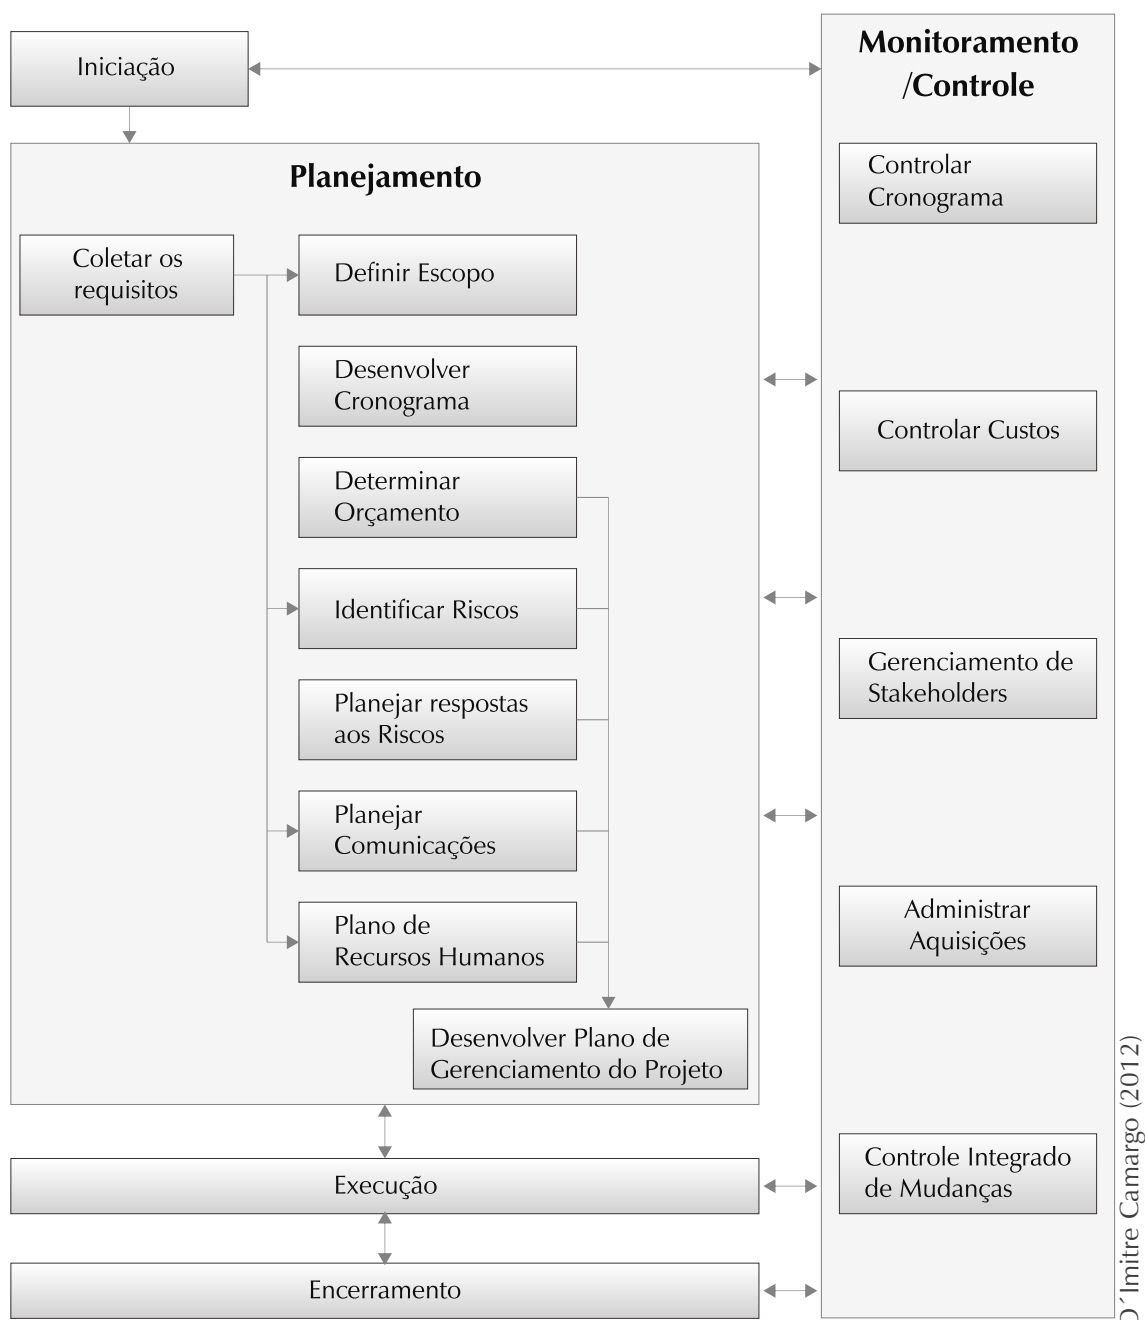 Iniciação
Monitoramento
/Controle
Planejamento
Controlar
Cronograma
Coletar os
requisitos
Definir Escopo
Desenvolver
Cronograma
Controlar Custos
Determinar
Orçamento
Identificar Riscos
Gerenciamento de
Stakeholders
Planejar respostas
aos Riscos
Planejar
Comunicações
Administrar
Aquisições
Plano de
Recursos Humanos
Desenvolver Plano de
Gerenciamento do Projeto
Controle Integrado
de Mudanças
Execução
Encerramento
D´Imitre Camargo (2012)